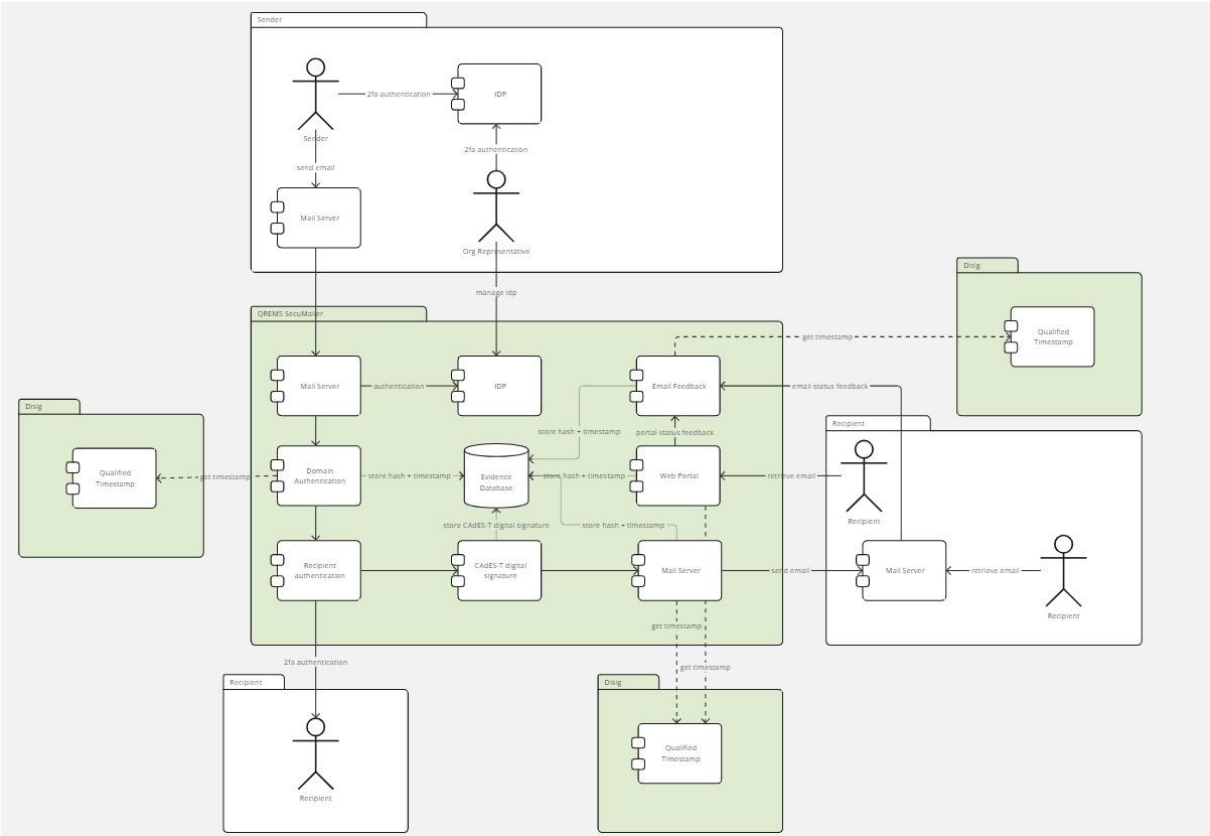 Sender
2fa authentication
IDP
Sender
2fa authentication
send email
Mail Server
Org Representative
Disig
manage idp
QREMS SecuMailer
Qualified
Timestamp
get timestamp
Mail Server
authentication
IDP
Email Feedback
email status feedback
Disig
Recipient
store hash + timestamp
portal status feedback
Qualified
Timestamp
get timestamp
Domain
Authentication
store hash + timestamp
Evidence
Database
store hash + timestamp
Web Portal
retrieve email
Recipient
store CAdES-T digital signature
store hash + timestamp
Recipient
authentication
CAdES-T digital
signature
Mail Server
send email
Mail Server
retrieve email
Recipient
get timestamp
2fa authentication
get timestamp
Recipient
Disig
Qualified
Timestamp
Recipient